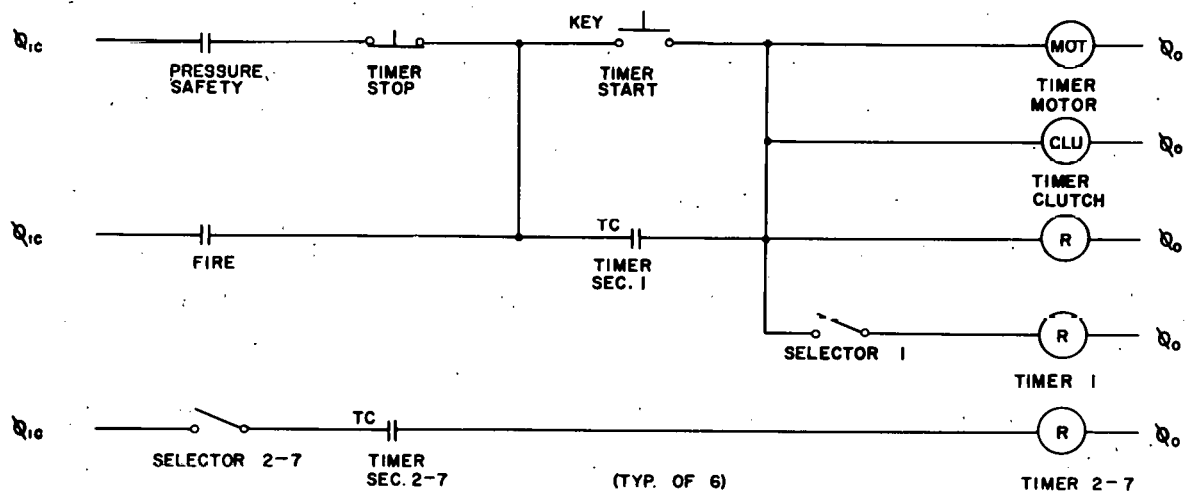 Ø1C
KEY
MOT
Ø0
PRESSURE
SAFETY
TIMER
STOP
TIMER
START
TIMER
MOTOR
CLU
Ø0
TIMER
CLUTCH
Ø1C
TC
R
Ø0
FIRE
TIMER
SEC. 1
R
Ø0
SELECTOR 1
TIMER 1
Ø1C
TC
R
Ø0
SELECTOR 2-7
TIMER
SEC. 2-7
(TYP. OF 6)
TIMER 2-7